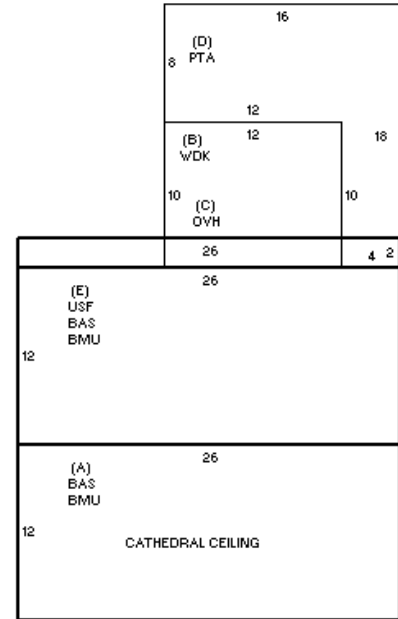 16
(D)
PTA
8
12
12
18
(B)
WDK
10
10
(C)
OVH
26
4 2
26
(E)
USF
BAS
BMU
12
26
(A)
BAS
BMU
12
CATHEDRAL CEILING